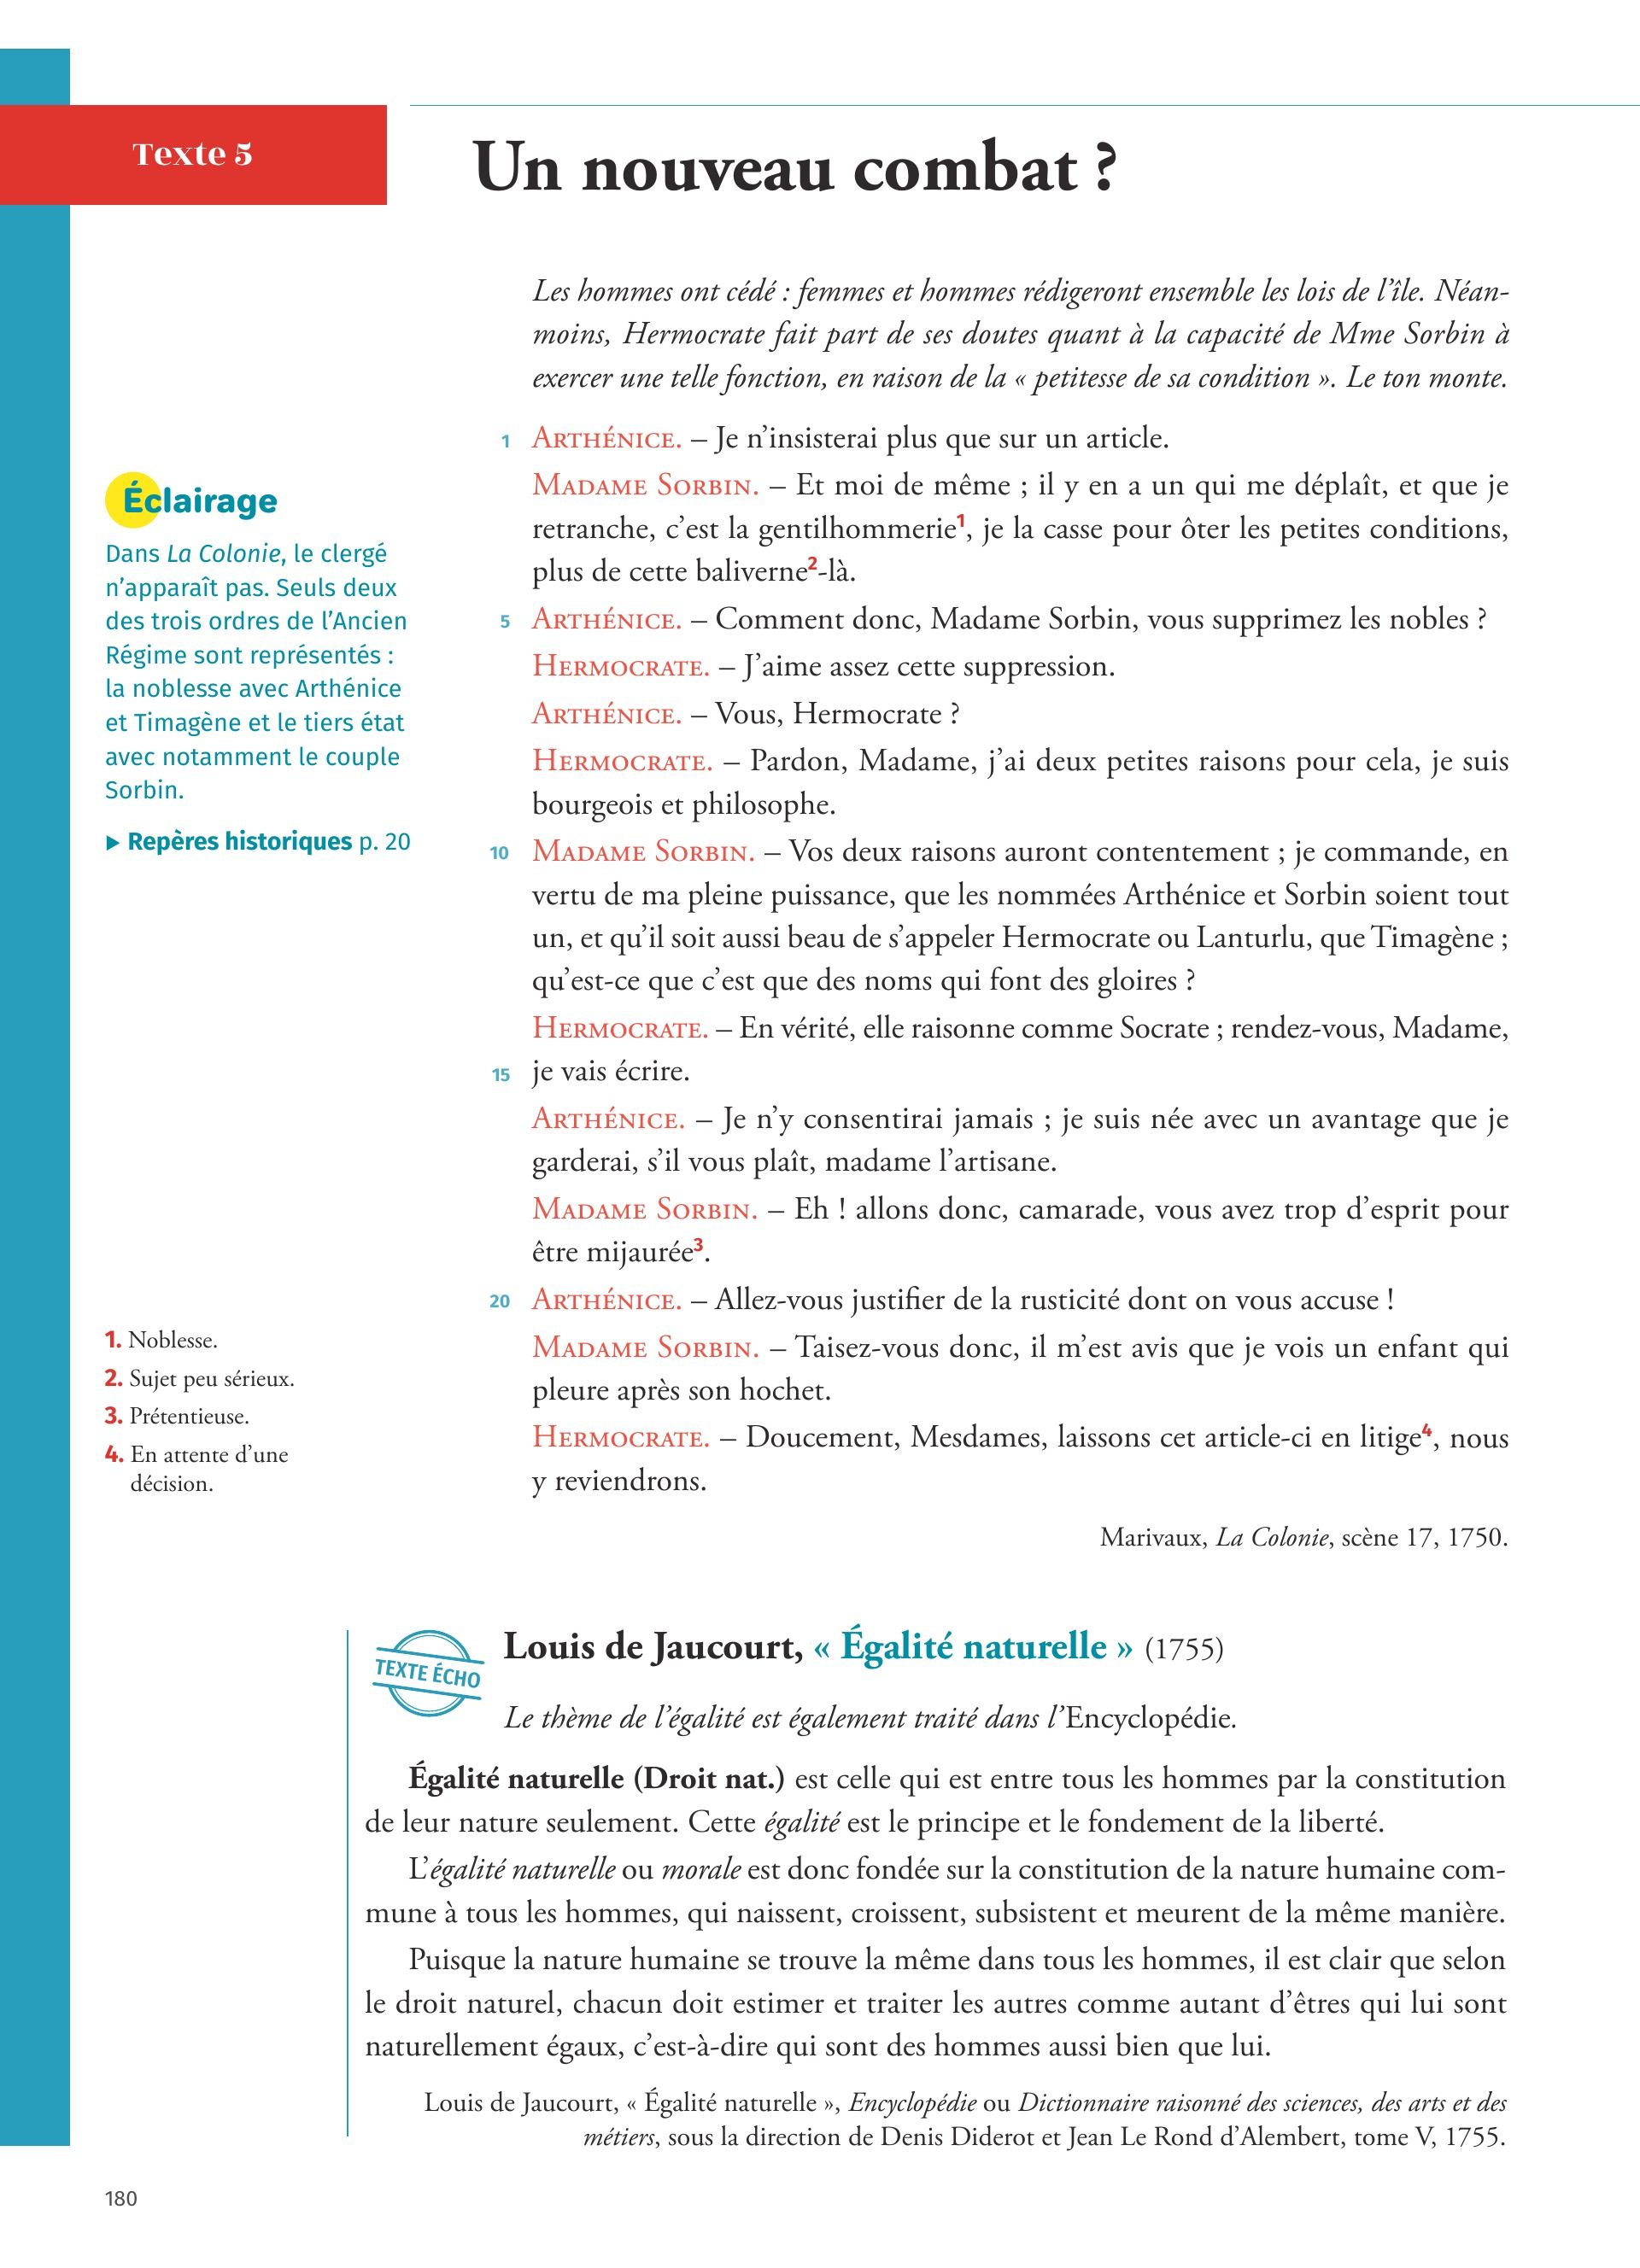 Texte 5
Un nouveau combat ?
Les hommes ont cédé : femmes et hommes rédigeront ensemble les lois de l’île. Néan-
moins, Hermocrate fait part de ses doutes quant à la capacité de Mme Sorbin à
exercer une telle fonction, en raison de la « petitesse de sa condition ». Le ton monte.
1 ARTHÉNICE. – Je n’insisterai plus que sur un article.
MADAME SORBIN. – Et moi de même ; il y en a un qui me déplaît, et que je
retranche, c’est la gentilhommerie1, je la casse pour ôter les petites conditions,
plus de cette baliverne2-là.
5 ARTHÉNICE. – Comment donc, Madame Sorbin, vous supprimez les nobles ?
HERMOCRATE. – J’aime assez cette suppression.
ARTHÉNICE. – Vous, Hermocrate ?
HERMOCRATE. – Pardon, Madame, j’ai deux petites raisons pour cela, je suis
bourgeois et philosophe.
10 MADAME SORBIN. – Vos deux raisons auront contentement ; je commande, en
vertu de ma pleine puissance, que les nommées Arthénice et Sorbin soient tout
un, et qu’il soit aussi beau de s’appeler Hermocrate ou Lanturlu, que Timagène ;
qu’est-ce que c’est que des noms qui font des gloires ?
HERMOCRATE. – En vérité, elle raisonne comme Socrate ; rendez-vous, Madame,
15 je vais écrire.
ARTHÉNICE. – Je n’y consentirai jamais ; je suis née avec un avantage que je
garderai, s’il vous plaît, madame l’artisane.
MADAME SORBIN. – Eh ! allons donc, camarade, vous avez trop d’esprit pour
être mijaurée3.
20 ARTHÉNICE. – Allez-vous justifier de la rusticité dont on vous accuse !
MADAME SORBIN. – Taisez-vous donc, il m’est avis que je vois un enfant qui
pleure après son hochet.
HERMOCRATE. – Doucement, Mesdames, laissons cet article-ci en litige4, nous
y reviendrons.
Marivaux, La Colonie, scène 17, 1750.
Éclairage
Dans La Colonie, le clergé
n’apparaît pas. Seuls deux
des trois ordres de l’Ancien
Régime sont représentés :
la noblesse avec Arthénice
et Timagène et le tiers état
avec notamment le couple
Sorbin.
▶ Repères historiques p. 20
1. Noblesse.
2. Sujet peu sérieux.
3. Prétentieuse.
4. En attente d’une
décision.
TEXTE ÉCHO
Louis de Jaucourt, « Égalité naturelle » (1755)
Le thème de l’égalité est également traité dans l’Encyclopédie.
Égalité naturelle (Droit nat.) est celle qui est entre tous les hommes par la constitution
de leur nature seulement. Cette égalité est le principe et le fondement de la liberté.
L’égalité naturelle ou morale est donc fondée sur la constitution de la nature humaine com-
mune à tous les hommes, qui naissent, croissent, subsistent et meurent de la même manière.
Puisque la nature humaine se trouve la même dans tous les hommes, il est clair que selon
le droit naturel, chacun doit estimer et traiter les autres comme autant d’êtres qui lui sont
naturellement égaux, c’est-à-dire qui sont des hommes aussi bien que lui.
Louis de Jaucourt, « Égalité naturelle », Encyclopédie ou Dictionnaire raisonné des sciences, des arts et des
métiers, sous la direction de Denis Diderot et Jean Le Rond d’Alembert, tome V, 1755.
180